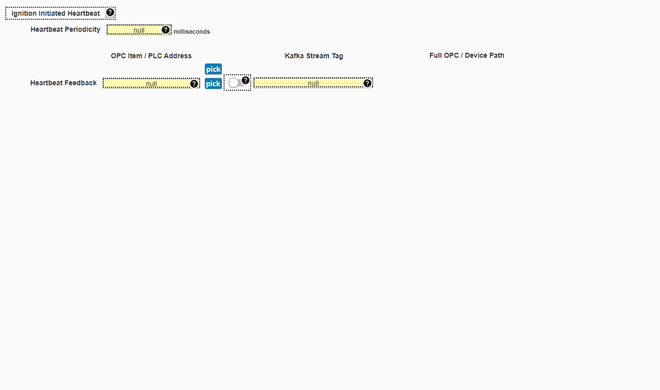 Ignition Initiated Heartbeat ?
Heartbeat Periodicity null ? milliseconds
OPC Item / PLC Address Kafka Stream Tag Full OPC / Device Path
pick
Heartbeat Feedback null ? pick ? null ?